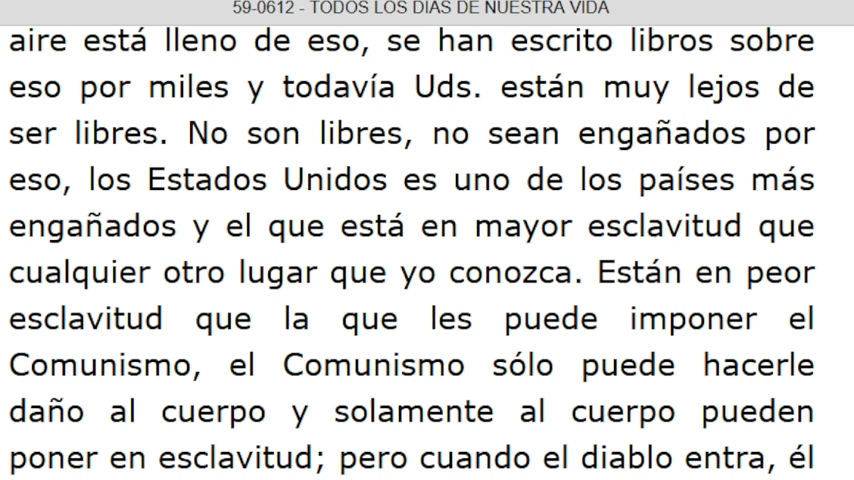 59-0612 - TODOS LOS DIAS DE NUESTRA VIDA
aire está lleno de eso, se han escrito libros sobre
eso por miles y todavía Uds. están muy lejos de
ser libres. No son libres, no sean engañados por
eso, los Estados Unidos es uno de los países más
engañados y el que está en mayor esclavitud que
cualquier otro lugar que yo conozca. Están en peor
esclavitud que la que les puede imponer el
Comunismo, el Comunismo sólo puede hacerle
daño al cuerpo y solamente al cuerpo pueden
poner en esclavitud; pero cuando el diablo entra, él